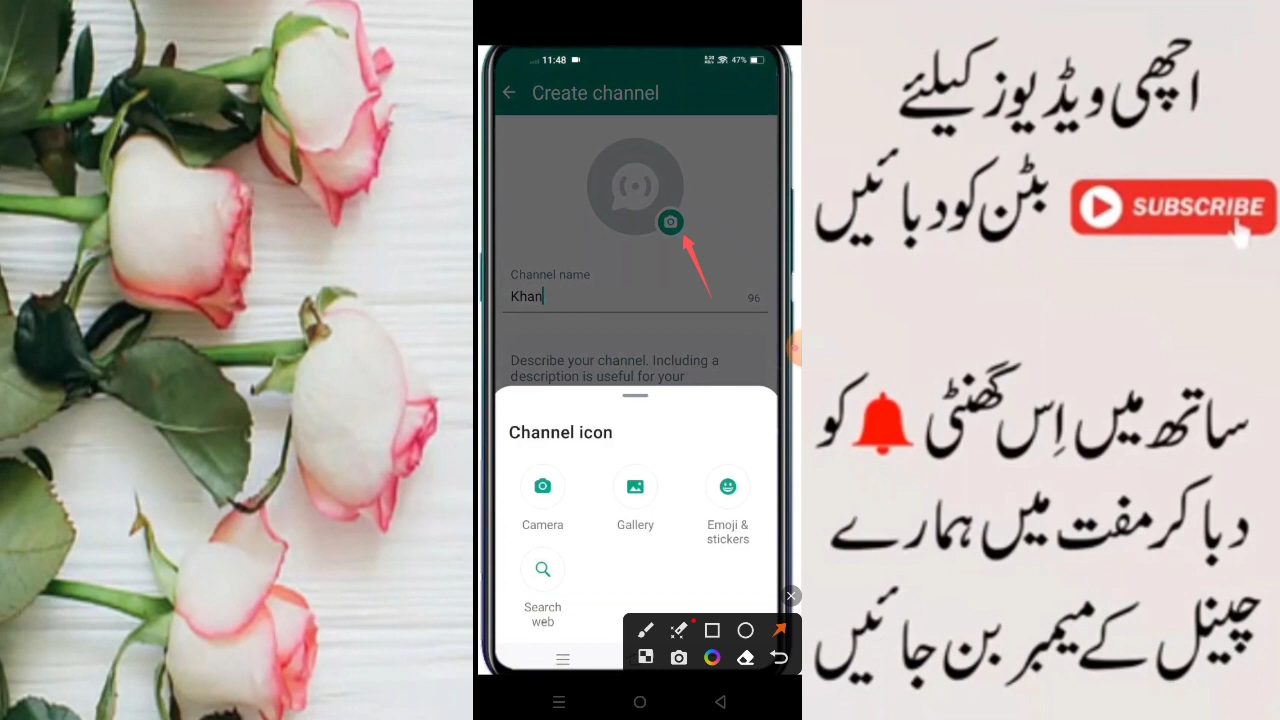 11:48
47%
Create channel
Channel name
Khan
96
Describe your channel. Including a
description is useful for your
Channel icon
Camera
Gallery
Emoji &
stickers
Search
web
اچھی ویڈیوز کیلئے
SUBSCRIBE بٹن کو دبائیں
ساتھ میں اِس گھنٹی کو
دبا کر مفت میں ہمارے
چینل کے میمبر بن جائیں